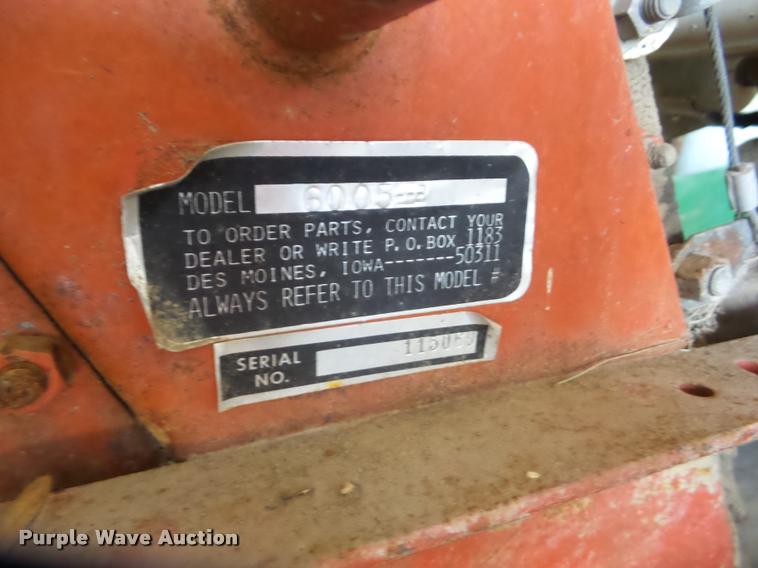 MODEL 6005--2
TO ORDER PARTS, CONTACT YOUR
DEALER OR WRITE P.O. BOX 1183
DES MOINES, IOWA-------50311
ALWAYS REFER TO THIS MODEL #
SERIAL
NO.
Purple Wave Auction